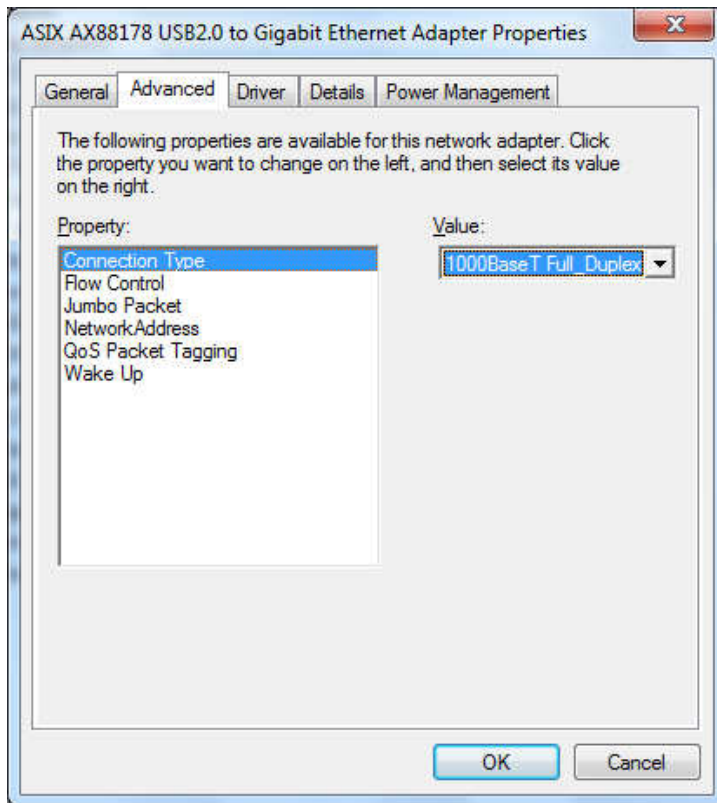 ASIX AX88178 USB2.0 to Gigabit Ethernet Adapter Properties
General Advanced Driver Details Power Management
The following properties are available for this network adapter. Click
the property you want to change on the left, and then select its value
on the right.
Property:
Value:
Connection Type
1000BaseT Full_Duplex
Flow Control
Jumbo Packet
NetworkAddress
QoS Packet Tagging
Wake Up
OK
Cancel